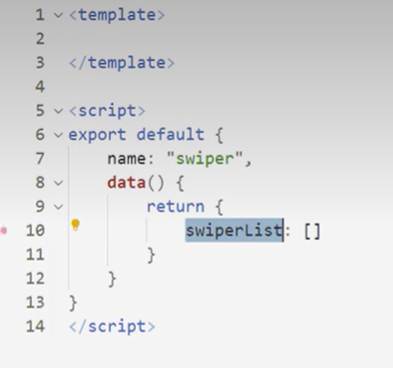 1 <template>
2
3 </template>
4
5 <script>
6 export default {
7 name: "swiper",
8 data() {
9 return {
10 swiperList: []
11 }
12 }
13 }
14 </script>